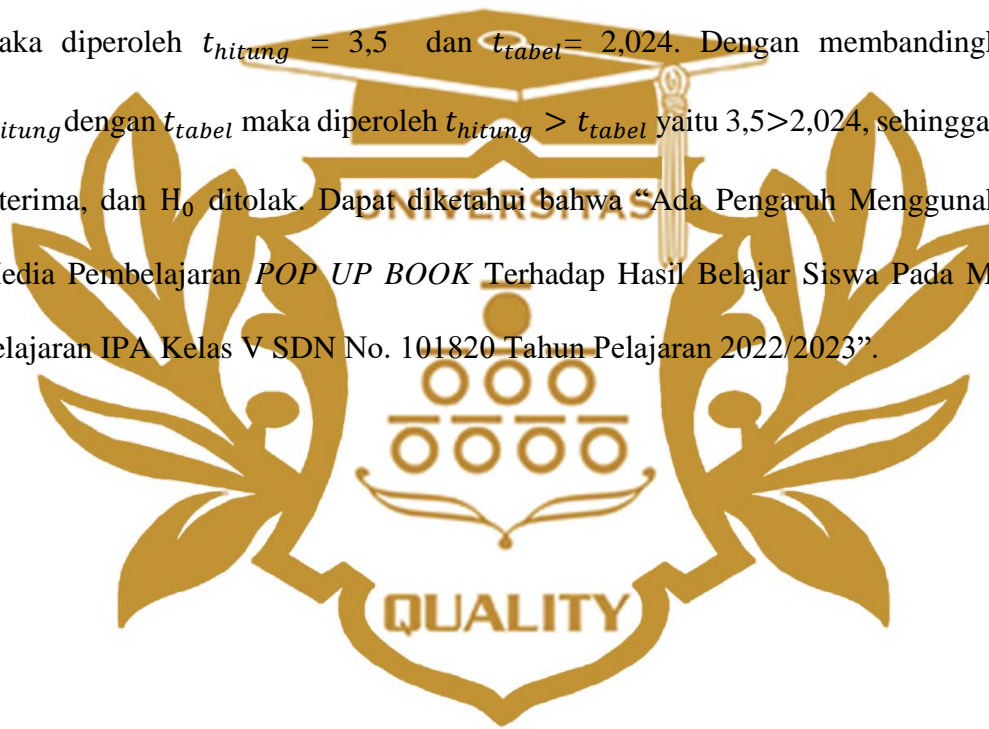 aka diperoleh t_hitung = 3,5 dan t_tabel= 2,024. Dengan membandingk
itung dengan t_tabel maka diperoleh t_hitung > t_tabel yaitu 3,5>2,024, sehingga
terima, dan H₀ ditolak. Dapat diketahui bahwa “Ada Pengaruh Menggunak
Media Pembelajaran POP UP BOOK Terhadap Hasil Belajar Siswa Pada M
elajaran IPA Kelas V SDN No. 101820 Tahun Pelajaran 2022/2023”.
UNIVERSITAS
QUALITY